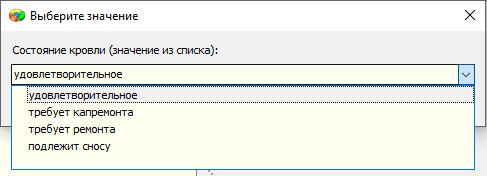 Выберите значение
Состояние кровли (значение из списка):
удовлетворительное
удовлетворительное
требует капремонта
требует ремонта
подлежит сносу